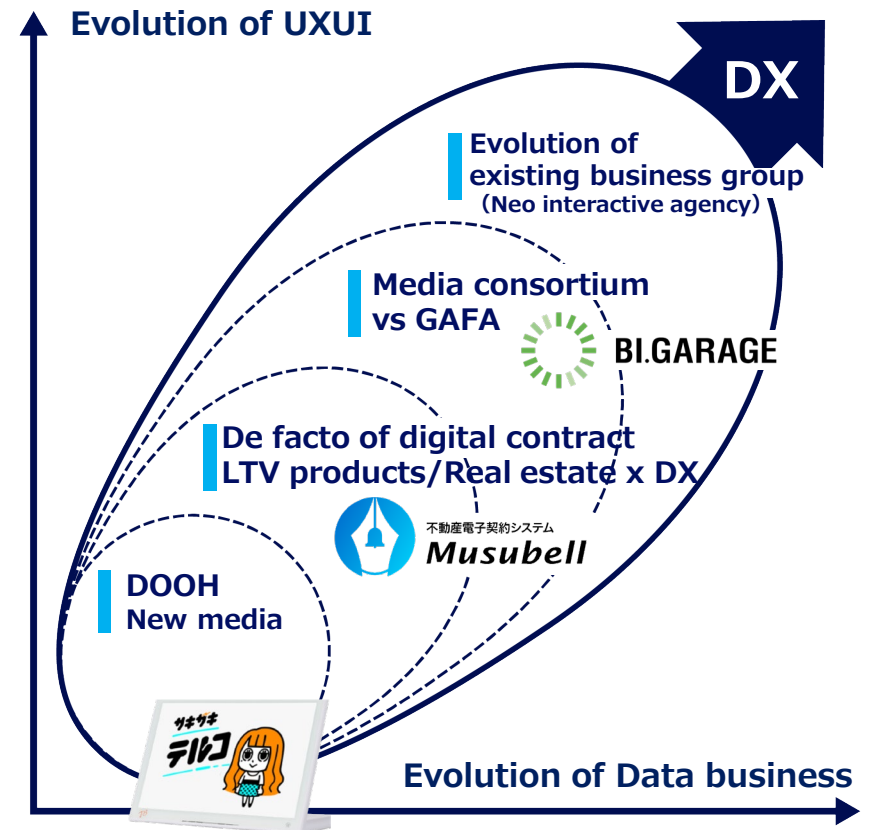 Evolution of UXUI
DX
Evolution of
existing business group
（Neo interactive agency）
Media consortium
vs GAFA
BI.GARAGE
De facto of digital contract
LTV products/Real estate x DX
不動産電子契約システム
Musubell
DOOH
New media
サキザキ
テルコ
Evolution of Data business